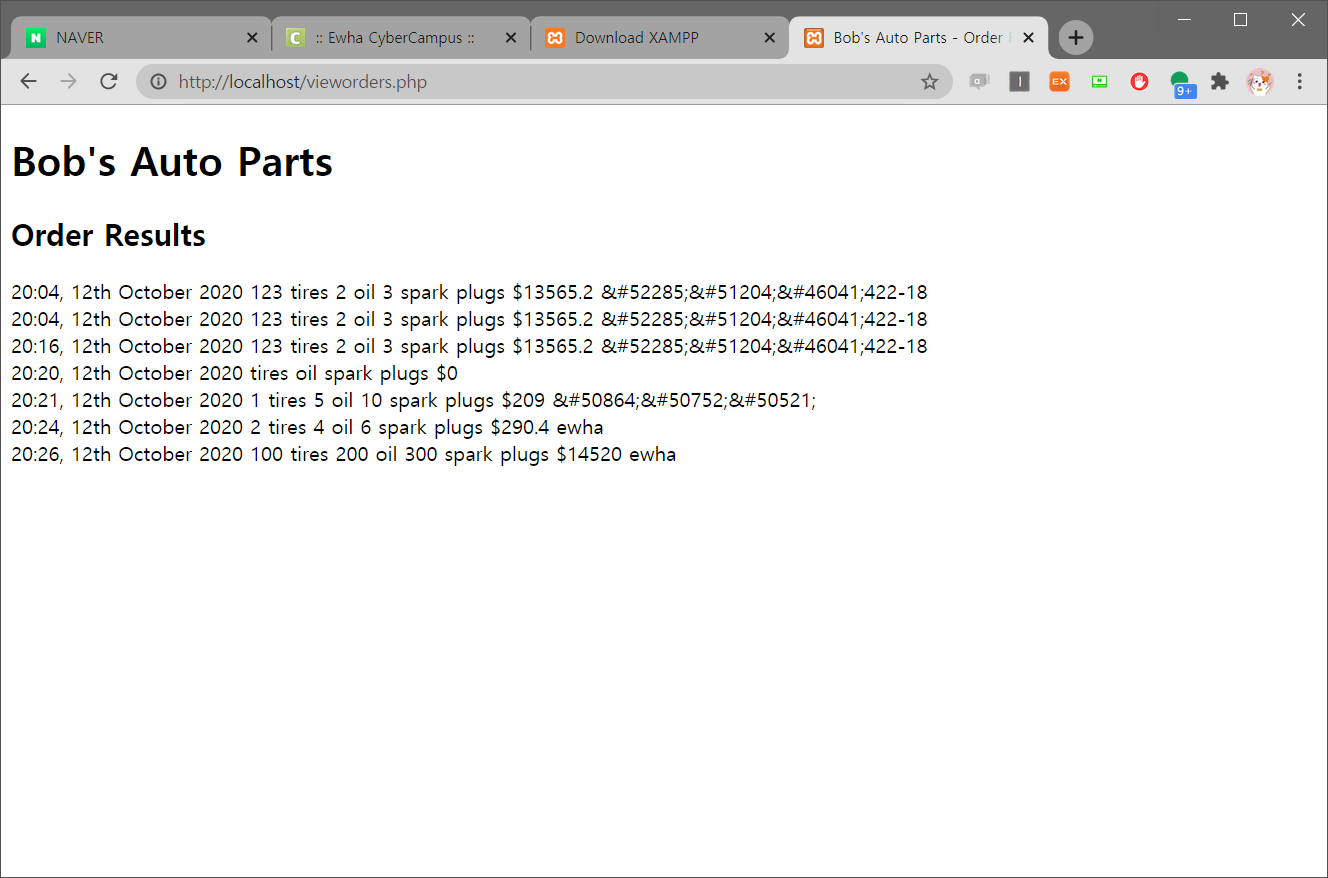 NAVER
:: Ewha CyberCampus ::
Download XAMPP
Bob's Auto Parts - Order
http://localhost/vieworders.php
EX
9+
Bob's Auto Parts
Order Results
20:04, 12th October 2020 123 tires 2 oil 3 spark plugs $13565.2 &#52285;&#51204;&#46041;422-18
20:04, 12th October 2020 123 tires 2 oil 3 spark plugs $13565.2 &#52285;&#51204;&#46041;422-18
20:16, 12th October 2020 123 tires 2 oil 3 spark plugs $13565.2 &#52285;&#51204;&#46041;422-18
20:20, 12th October 2020 tires oil spark plugs $0
20:21, 12th October 2020 1 tires 5 oil 10 spark plugs $209 &#50864;&#50752;&#50521;
20:24, 12th October 2020 2 tires 4 oil 6 spark plugs $290.4 ewha
20:26, 12th October 2020 100 tires 200 oil 300 spark plugs $14520 ewha